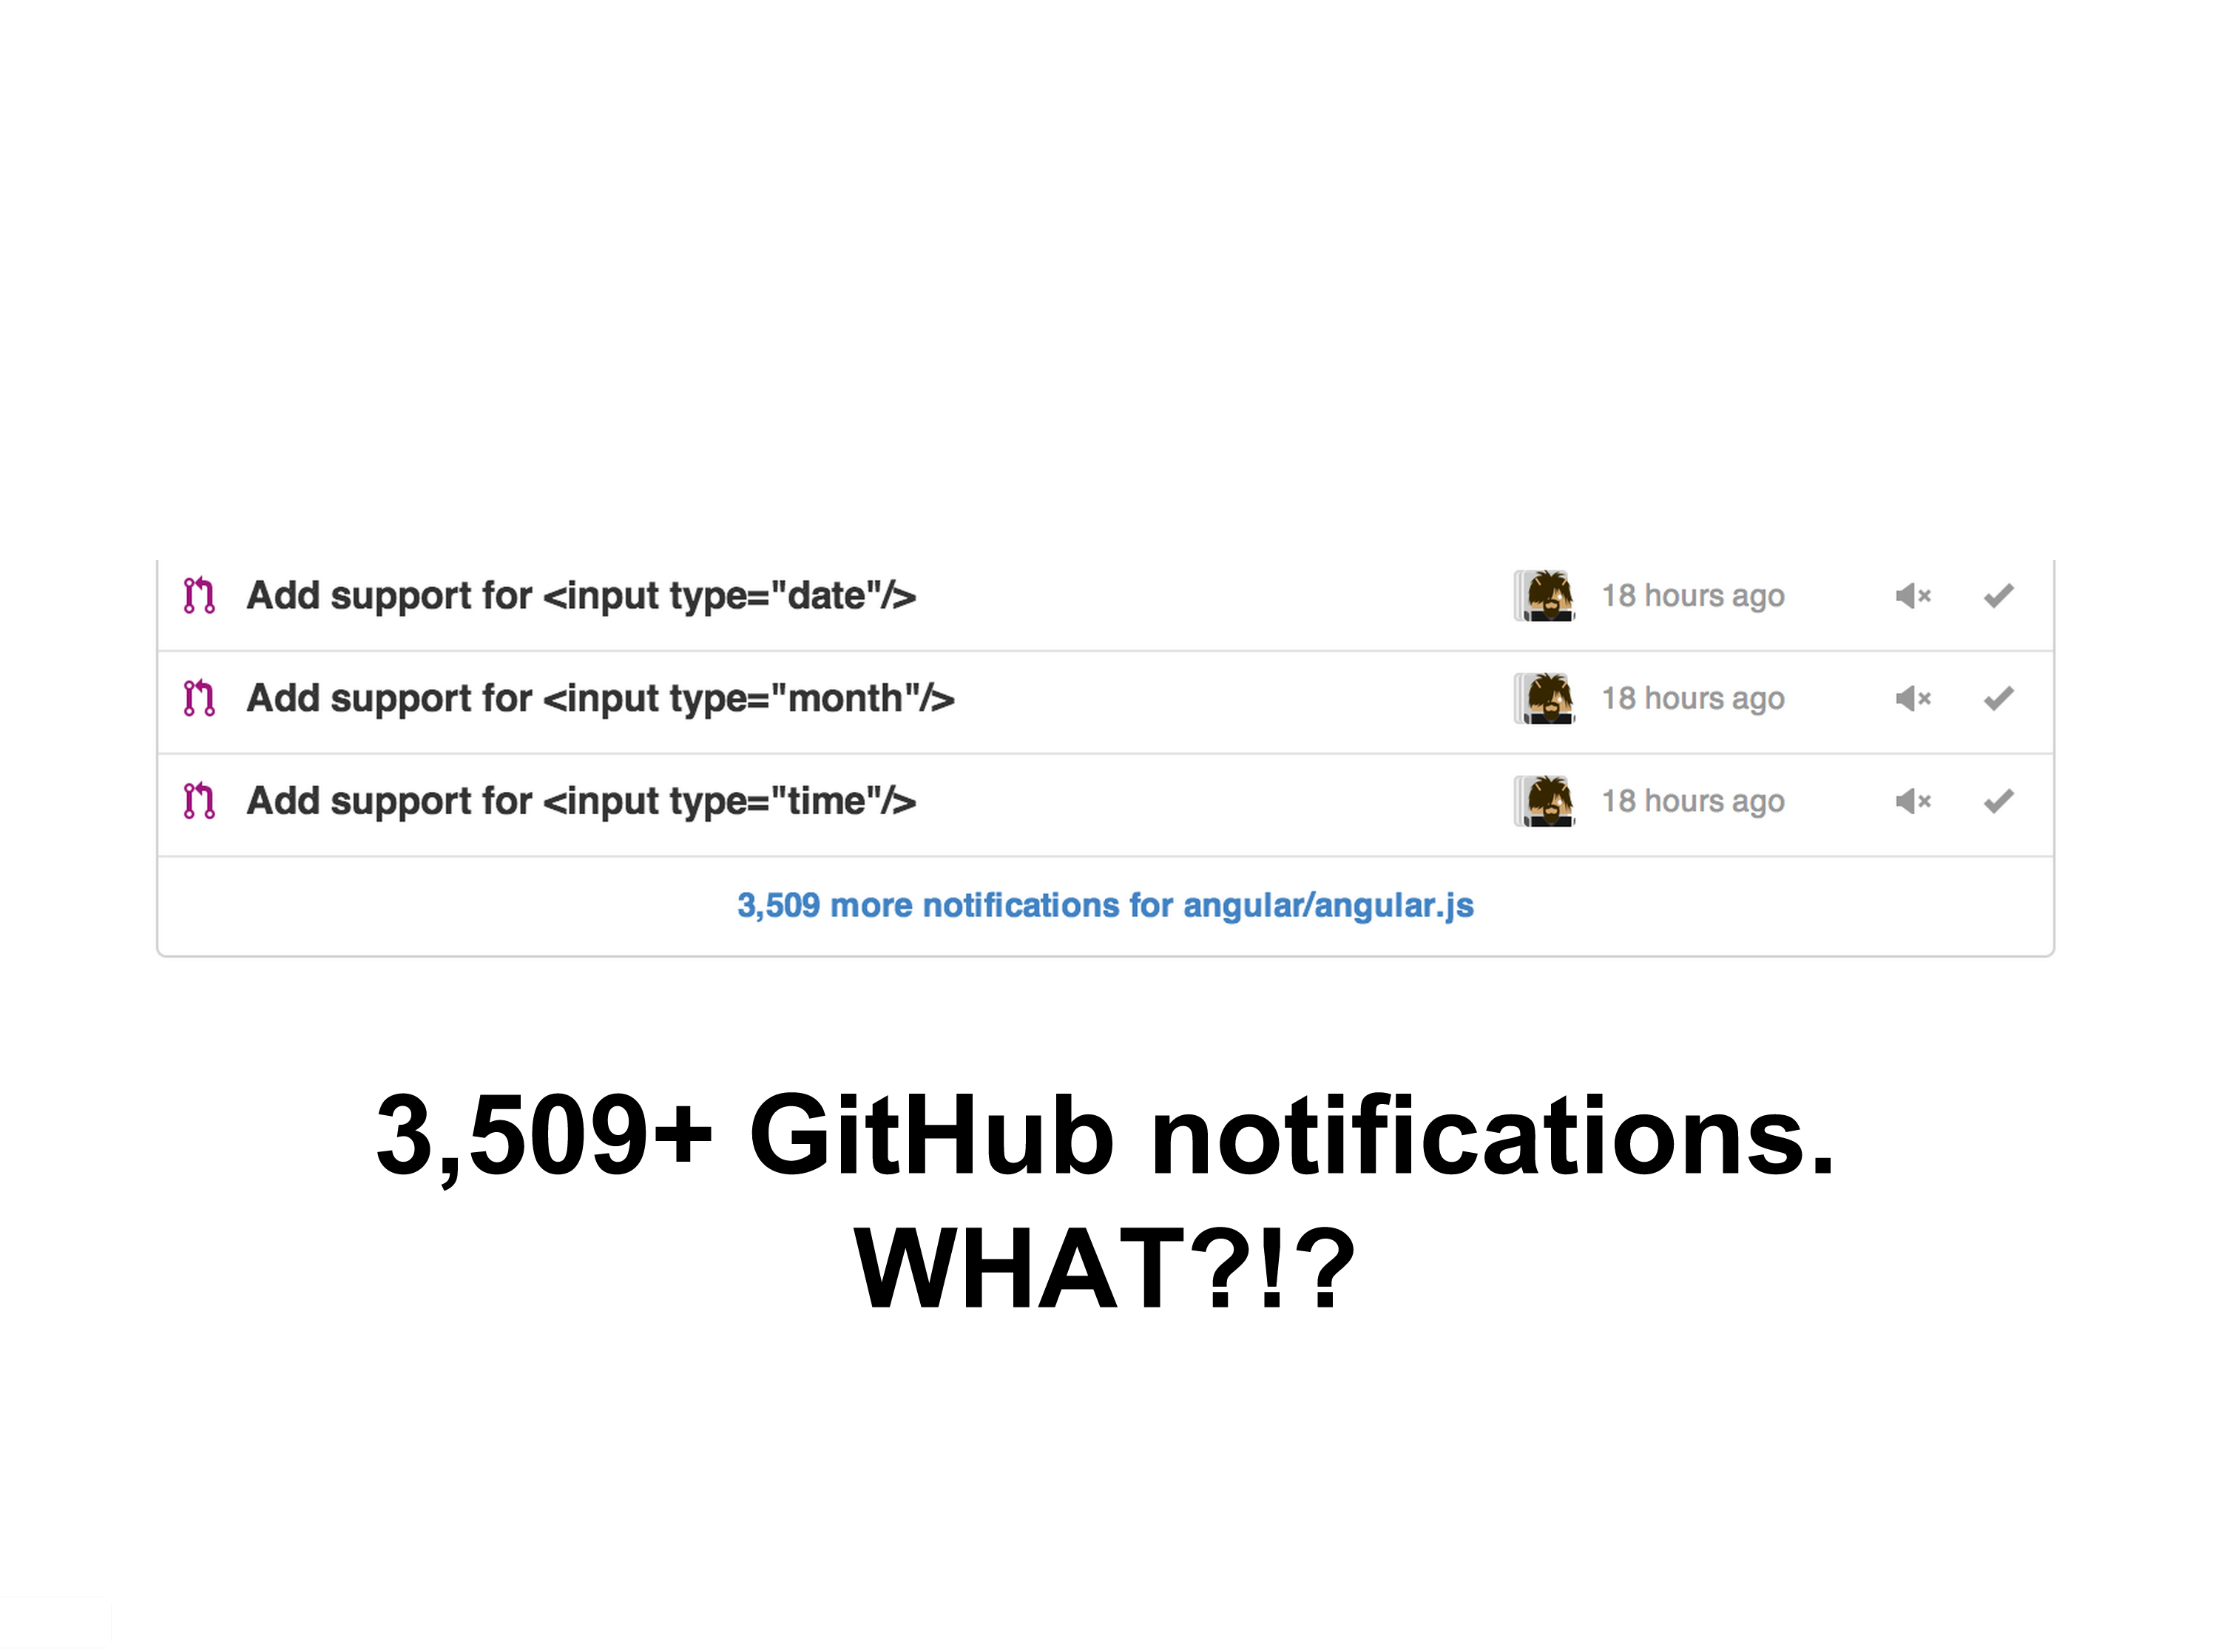 Add support for <input type="date"/> 18 hours ago
Add support for <input type="month"/> 18 hours ago
Add support for <input type="time"/> 18 hours ago
3,509 more notifications for angular/angular.js
3,509+ GitHub notifications.
WHAT?!?